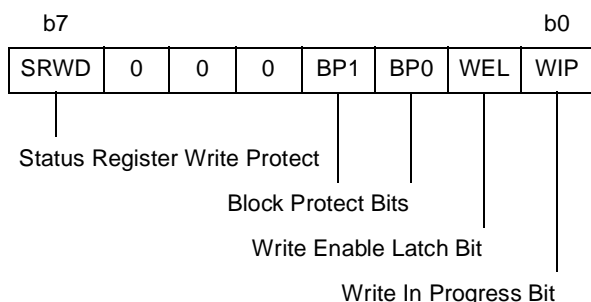 b7 b0
SRWD 0 0 0 BP1 BP0 WEL WIP
Status Register Write Protect
Block Protect Bits
Write Enable Latch Bit
Write In Progress Bit